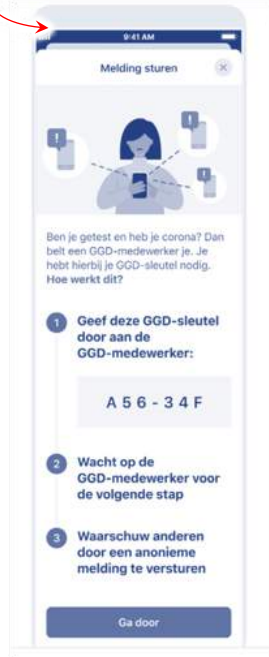 9:41 AM
Melding sturen
Ben je getest en heb je corona? Dan
belt een GGD-medewerker je. Je
hebt hierbij je GGD-sleutel nodig.
Hoe werkt dit?
1 Geef deze GGD-sleutel
door aan de
GGD-medewerker:
A56-34F
2 Wacht op de
GGD-medewerker voor
de volgende stap
3 Waarschuw anderen
door een anonieme
melding te versturen
Ga door